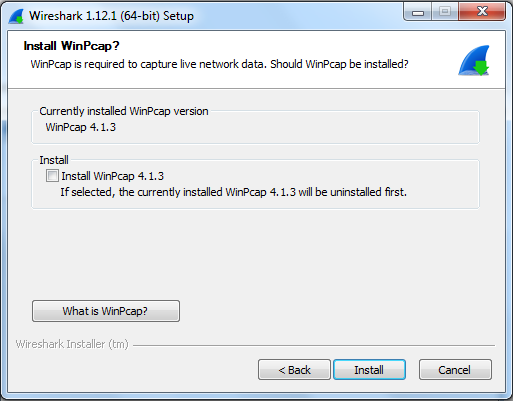 Wireshark 1.12.1 (64-bit) Setup
Install WinPcap?
WinPcap is required to capture live network data. Should WinPcap be installed?
Currently installed WinPcap version
WinPcap 4.1.3
Install
Install WinPcap 4.1.3
If selected, the currently installed WinPcap 4.1.3 will be uninstalled first.
What is WinPcap?
Wireshark Installer (tm)
< Back
Install
Cancel